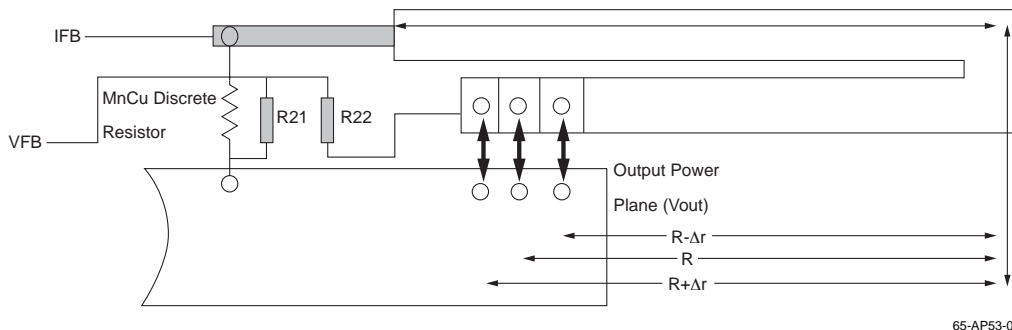 IFB
MnCu Discrete
Resistor
R21
R22
VFB
Output Power
Plane (Vout)
R-Δr
R
R+Δr
65-AP53-0